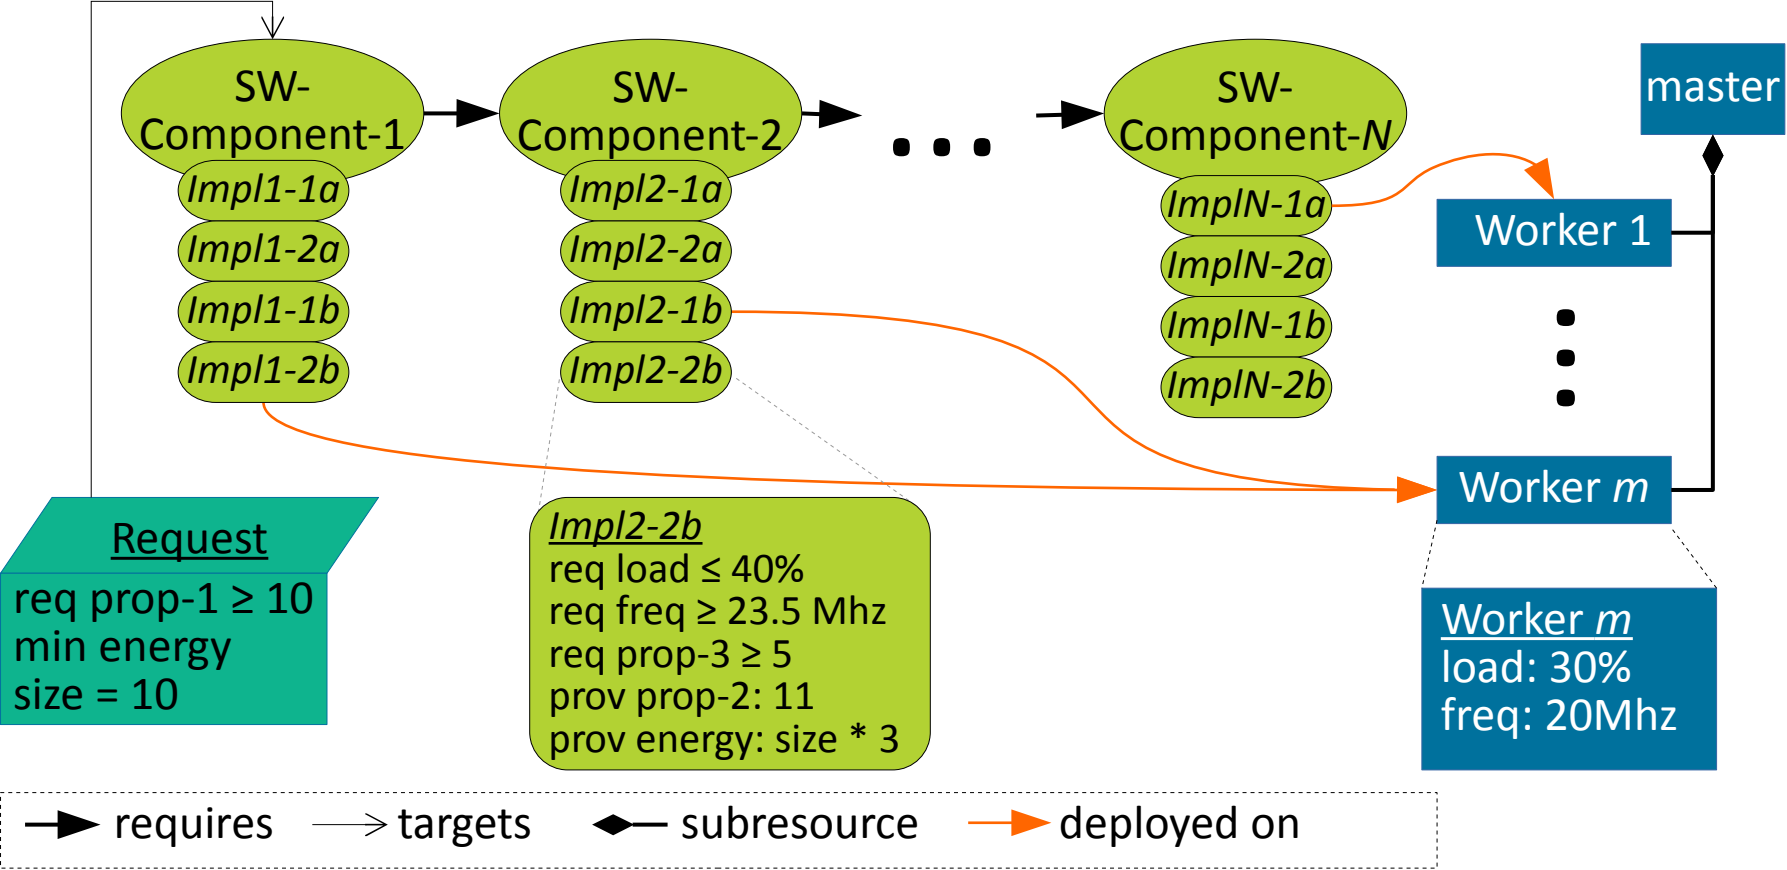 SW-
Component-1
SW-
Component-2
SW-
Component-N
master
Impl1-1a
Impl1-2a
Impl1-1b
Impl1-2b
Impl2-1a
Impl2-2a
Impl2-1b
Impl2-2b
ImplN-1a
ImplN-2a
ImplN-1b
ImplN-2b
Worker 1
Worker m
Request
req prop-1 ≥ 10
min energy
size = 10
Impl2-2b
req load ≤ 40%
req freq ≥ 23.5 Mhz
req prop-3 ≥ 5
prov prop-2: 11
prov energy: size * 3
Worker m
load: 30%
freq: 20Mhz
requires
targets
subresource
deployed on